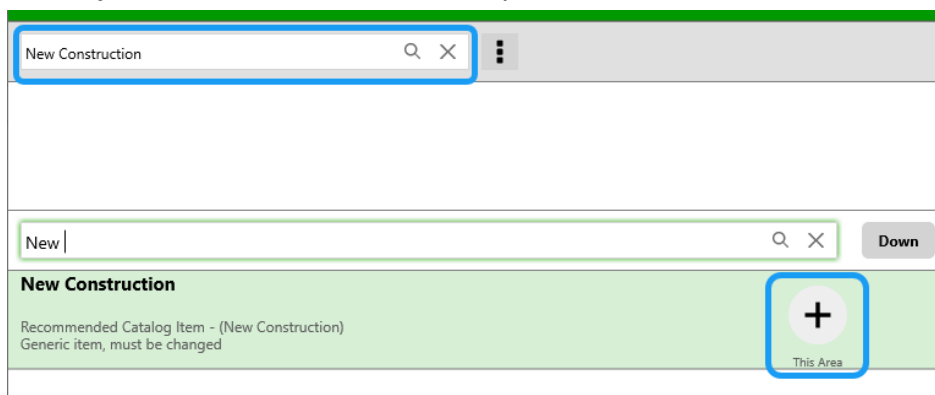 New Construction
New
Down
New Construction
Recommended Catalog Item - (New Construction)
Generic item, must be changed
This Area